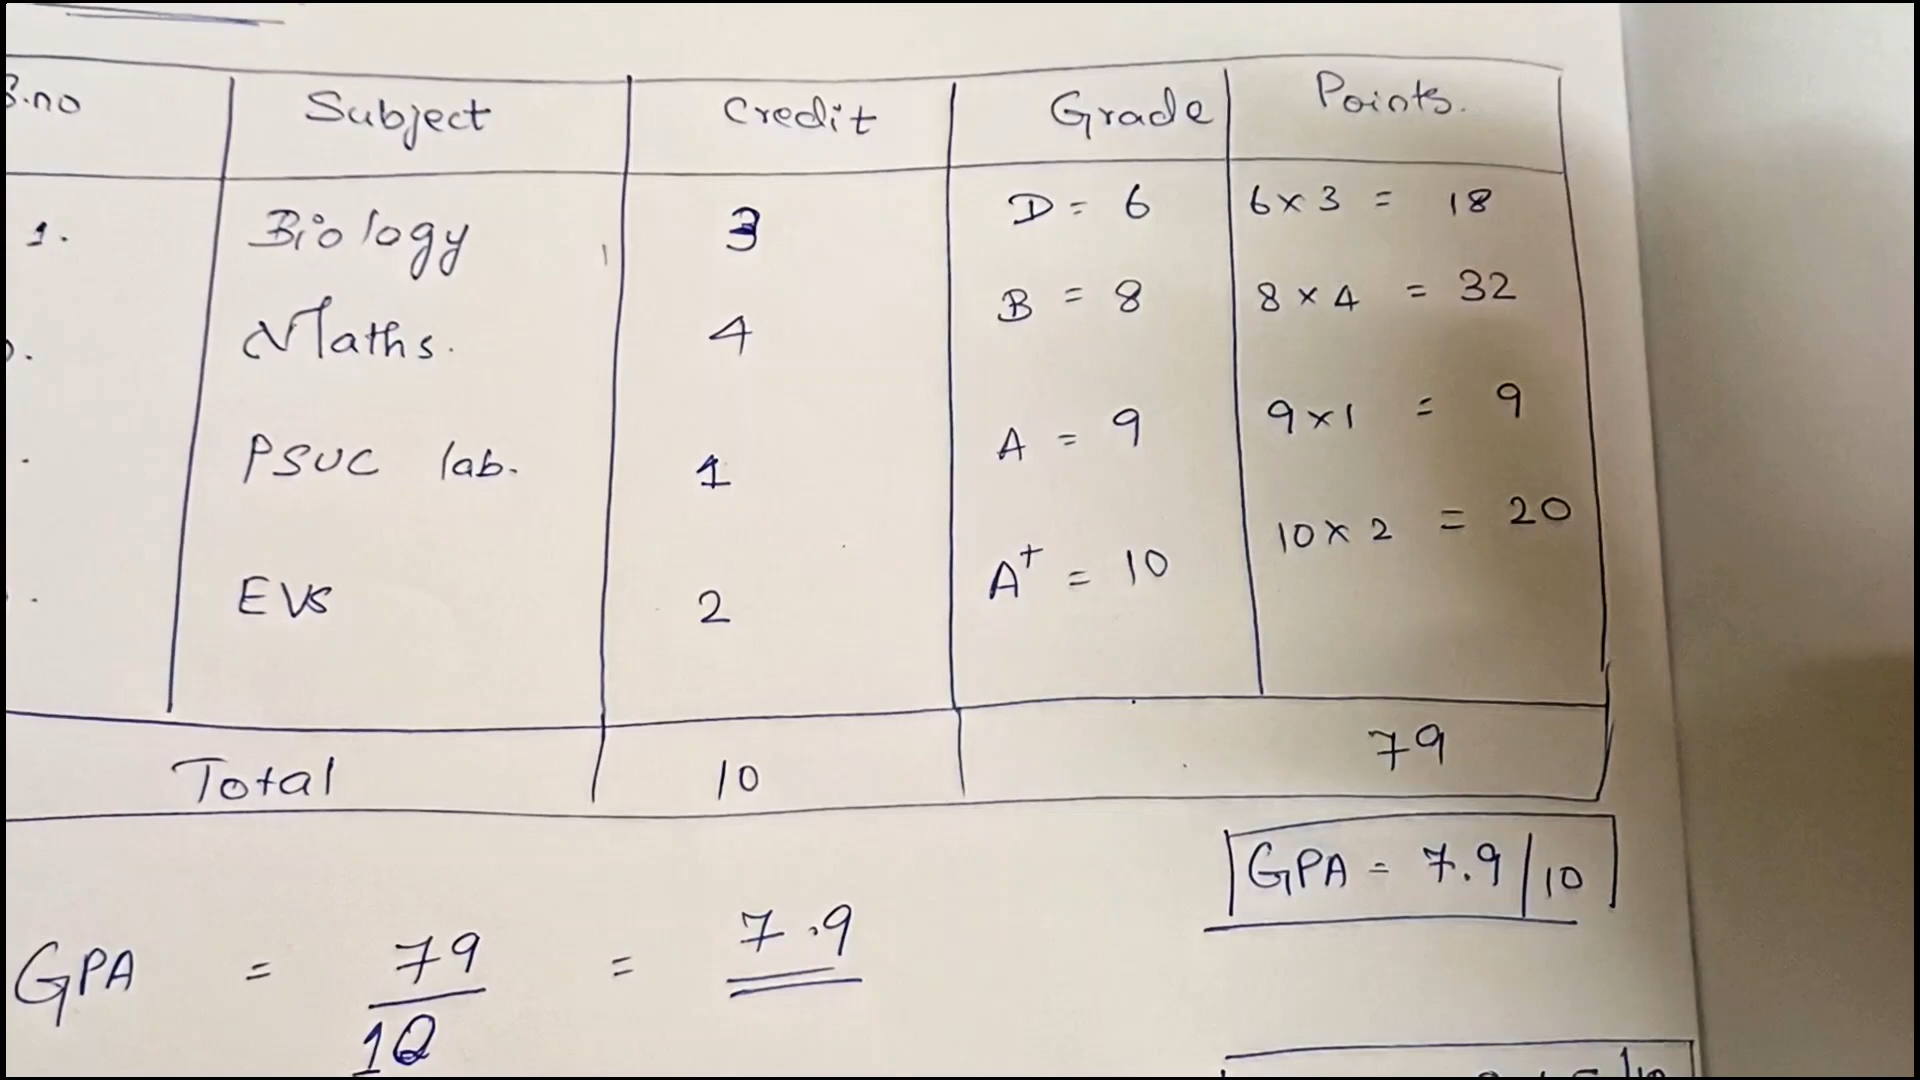 S.no Subject Credit Grade Points.
1. Biology 3 D = 6 6 x 3 = 18
Maths. 4 B = 8 8 x 4 = 32
PSUC lab. 1 A = 9 9 x 1 = 9
EVS 2 A+ = 10 10 x 2 = 20
Total 10 79
GPA = 7.9/10
GPA = 79/10 = 7.9